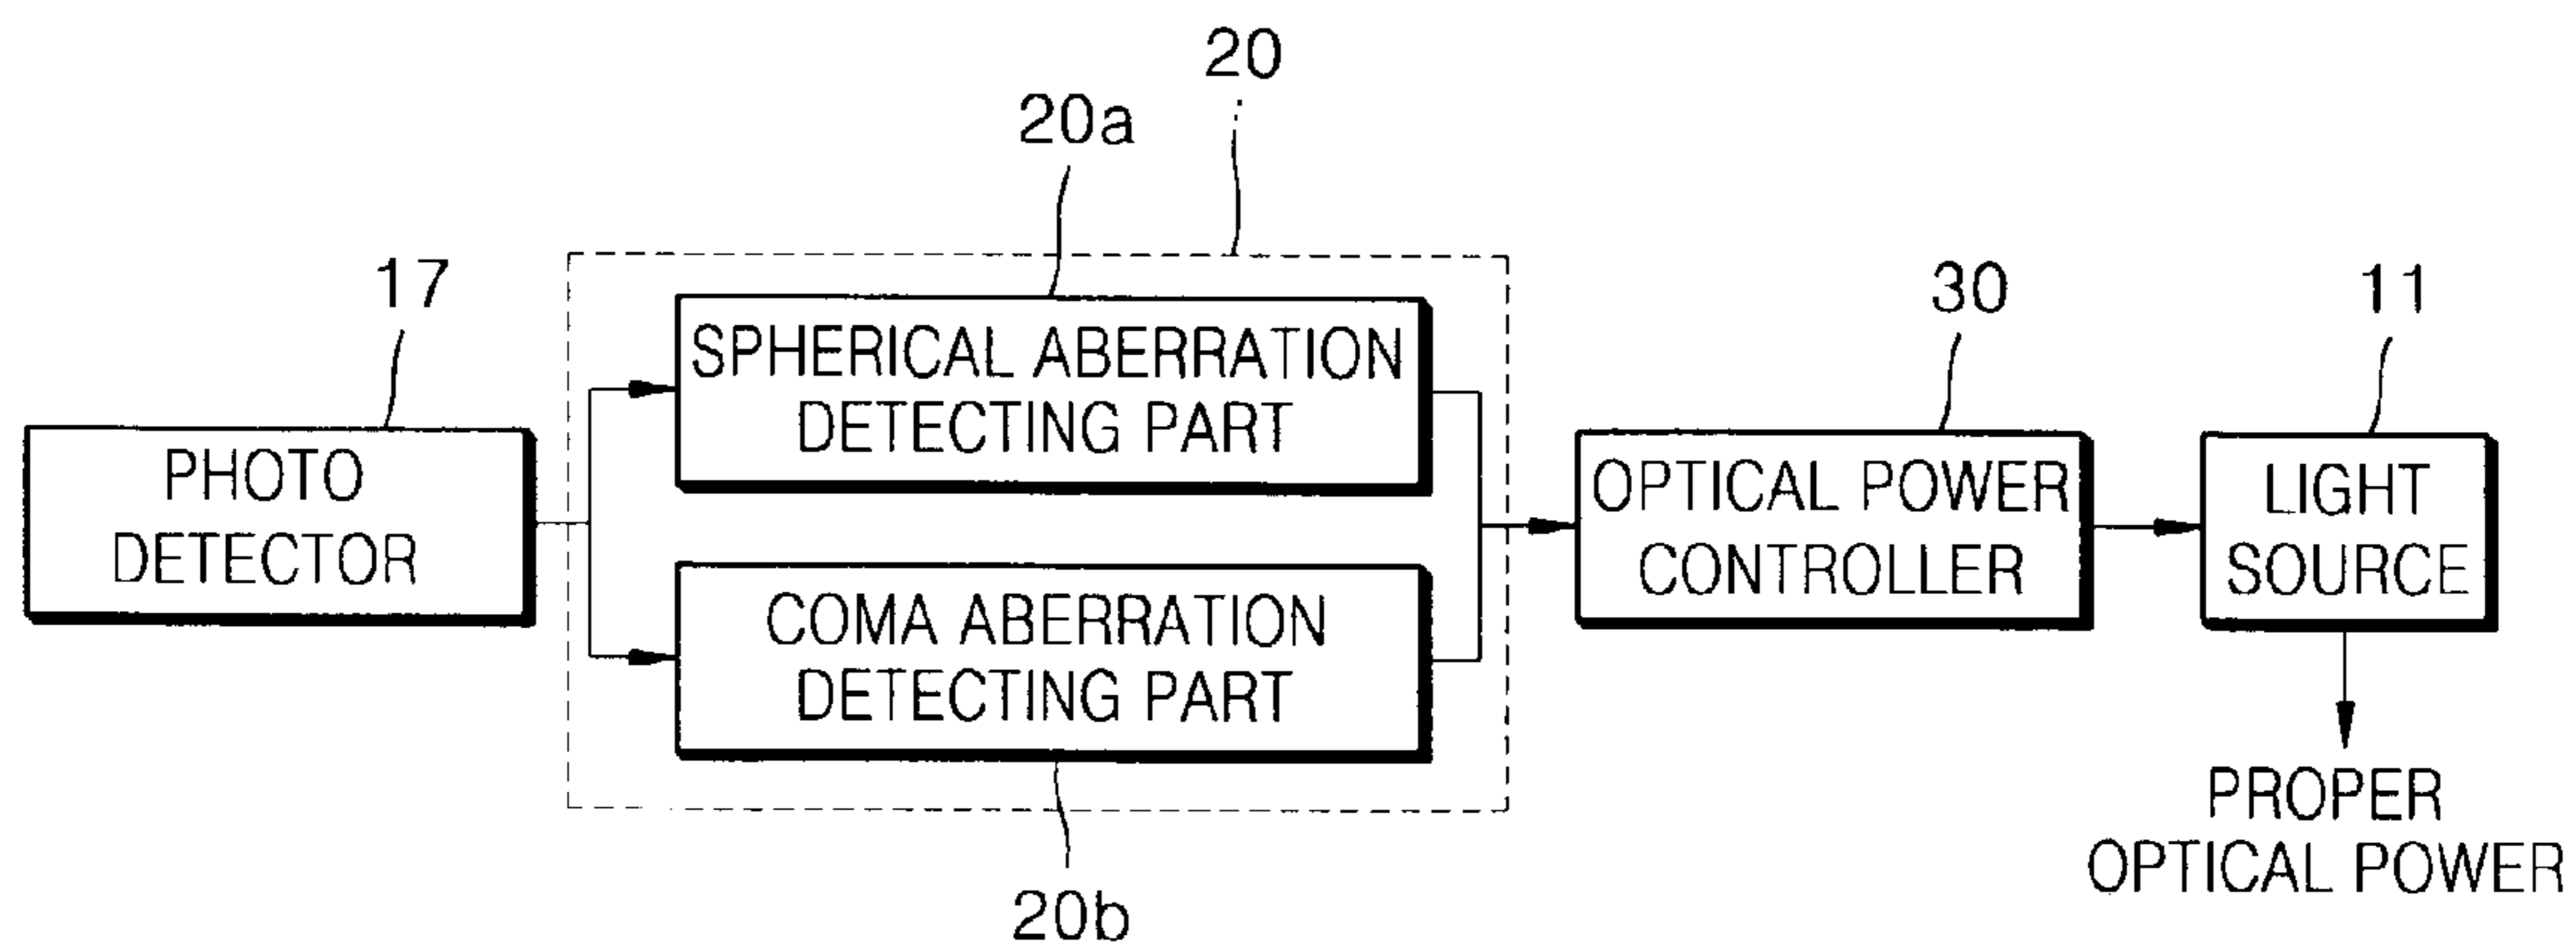 20
20a
17
30
11
SPHERICAL ABERRATION
DETECTING PART
PHOTO
DETECTOR
OPTICAL POWER
CONTROLLER
LIGHT
SOURCE
COMA ABERRATION
DETECTING PART
20b
PROPER
OPTICAL POWER